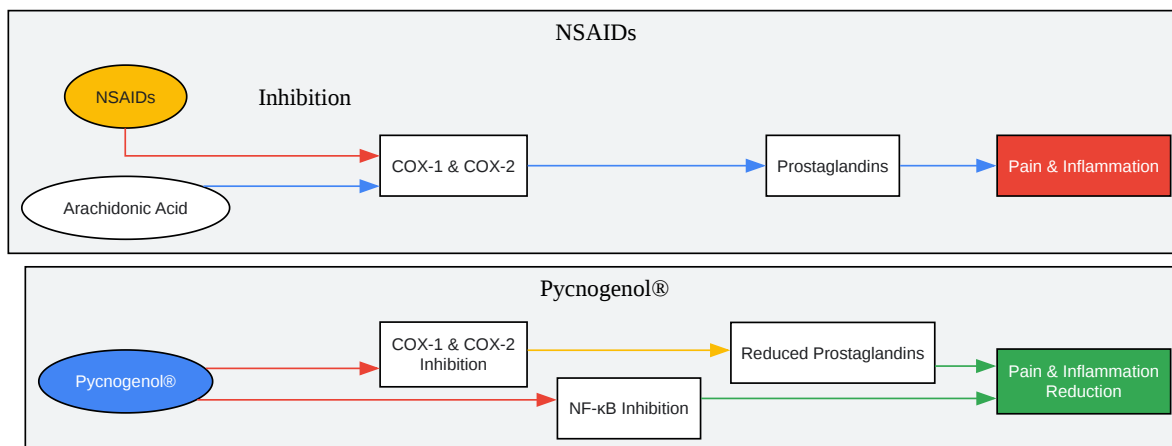 NSAIDs
NSAIDs
Inhibition
COX-1 & COX-2
Prostaglandins
Pain & Inflammation
Arachidonic Acid
Pycnogenol®
Pycnogenol®
COX-1 & COX-2
Inhibition
Reduced Prostaglandins
NF-κB Inhibition
Pain & Inflammation
Reduction